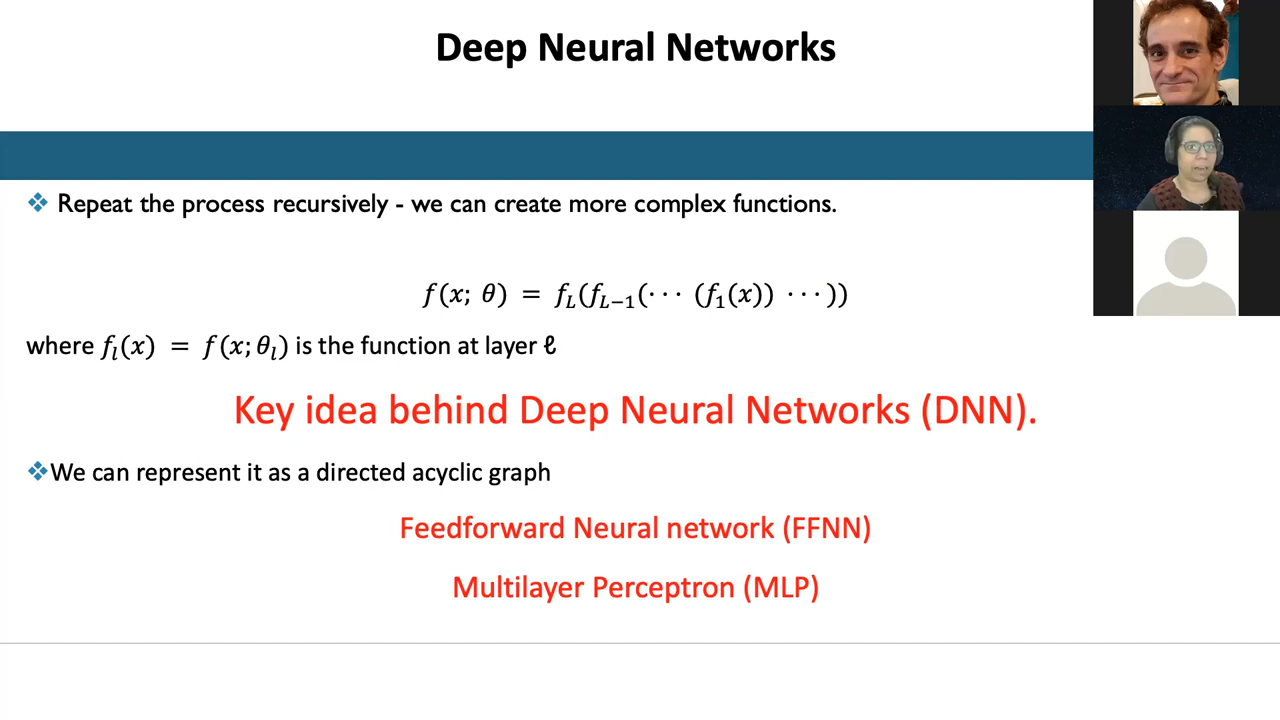 Deep Neural Networks
❖ Repeat the process recursively - we can create more complex functions.
f(x; θ) = f_L(f_{L−1}(⋯ (f_1(x)) ⋯))
where f_l(x) = f(x; θ_l) is the function at layer ℓ
Key idea behind Deep Neural Networks (DNN).
❖We can represent it as a directed acyclic graph
Feedforward Neural network (FFNN)
Multilayer Perceptron (MLP)